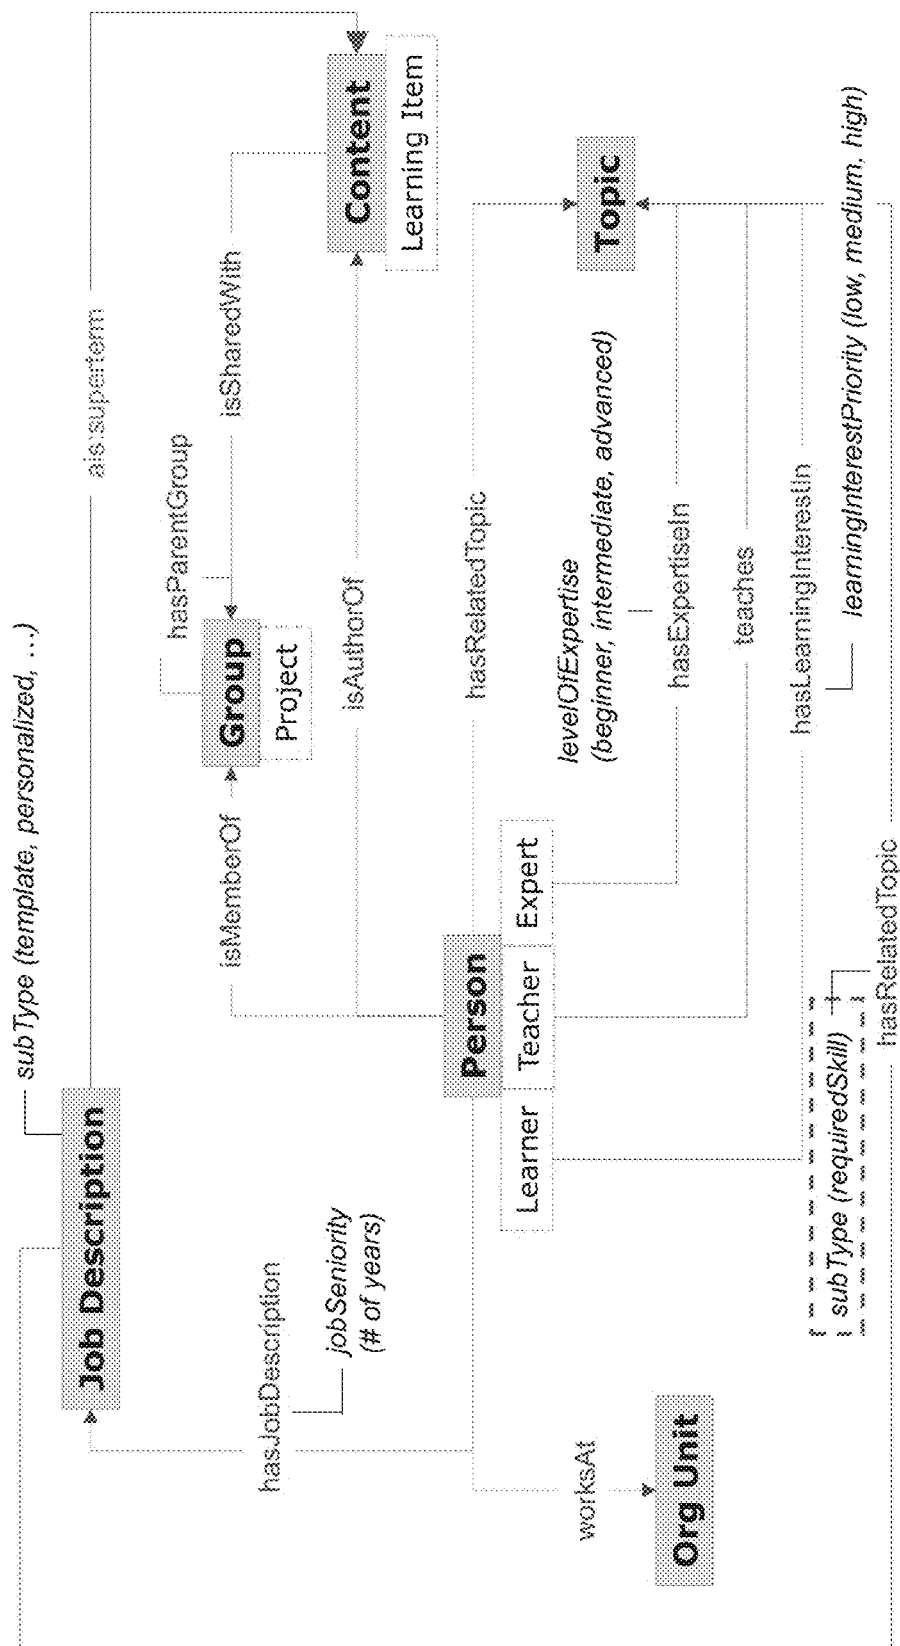 subType (template, personalized, ...)
Job Description
ais:superterm
hasParentGroup
isMemberOf
Group
Project
isSharedWith
Content
Learning Item
hasJobDescription
jobSeniority
(# of years)
isAuthorOf
Person
Learner
Teacher
Expert
hasRelatedTopic
Topic
levelOfExpertise
(beginner, intermediate, advanced)
worksAt
Org Unit
hasExpertiseIn
teaches
hasLearningInterestIn
learningInterestPriority (low, medium, high)
subType (requiredSkill)
hasRelatedTopic